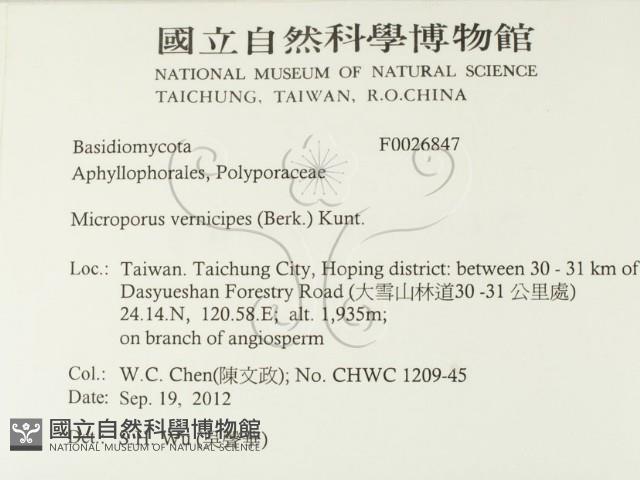 國立自然科學博物館
NATIONAL MUSEUM OF NATURAL SCIENCE
TAICHUNG, TAIWAN, R.O.CHINA
Basidiomycota F0026847
Aphyllophorales, Polyporaceae
Microporus vernicipes (Berk.) Kunt.
Loc.: Taiwan. Taichung City, Hoping district: between 30 - 31 km of
Dasyueshan Forestry Road (大雪山林道30 -31 公里處)
24.14.N, 120.58.E; alt. 1,935m;
on branch of angiosperm
Col.: W.C. Chen(陳文政); No. CHWC 1209-45
Date: Sep. 19, 2012
Det.: S.H. Wu
國立自然科學博物館
NATIONAL MUSEUM OF NATURAL SCIENCE